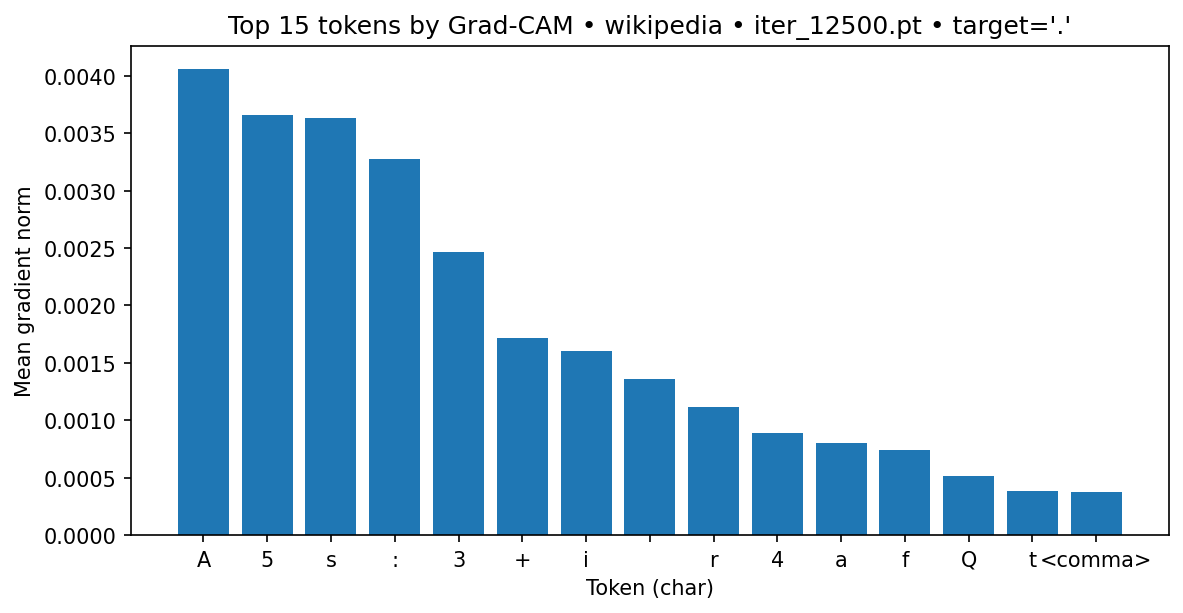 Top 15 tokens by Grad-CAM • wikipedia • iter_12500.pt • target='.'
Mean gradient norm
0.0040
0.0035
0.0030
0.0025
0.0020
0.0015
0.0010
0.0005
0.0000
A 5 s : 3 + i r 4 a f Q t <comma>
Token (char)